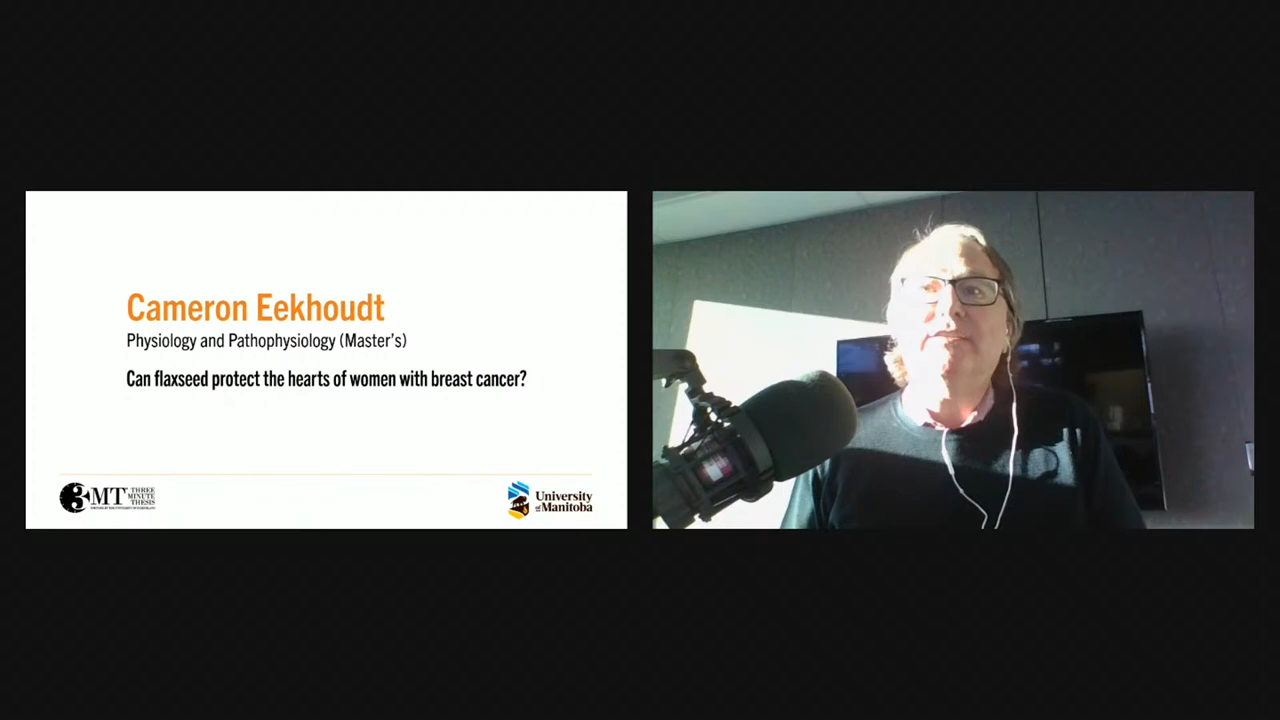 Cameron Eekhoudt
Physiology and Pathophysiology (Master's)
Can flaxseed protect the hearts of women with breast cancer?
3MT THREE
MINUTE
THESIS
University
of Manitoba